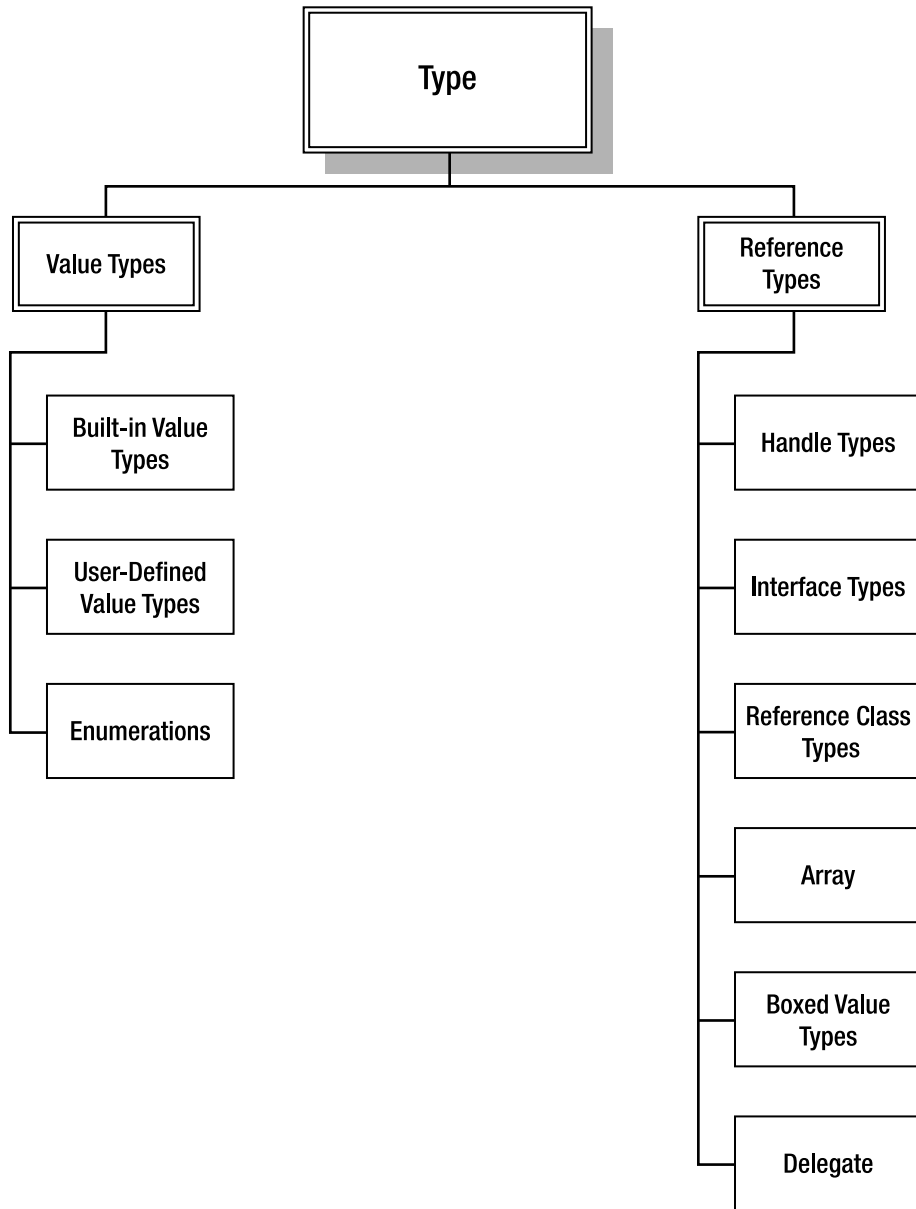 Type
Value Types
Reference
Types
Built-in Value
Types
User-Defined
Value Types
Enumerations
Handle Types
Interface Types
Reference Class
Types
Array
Boxed Value
Types
Delegate